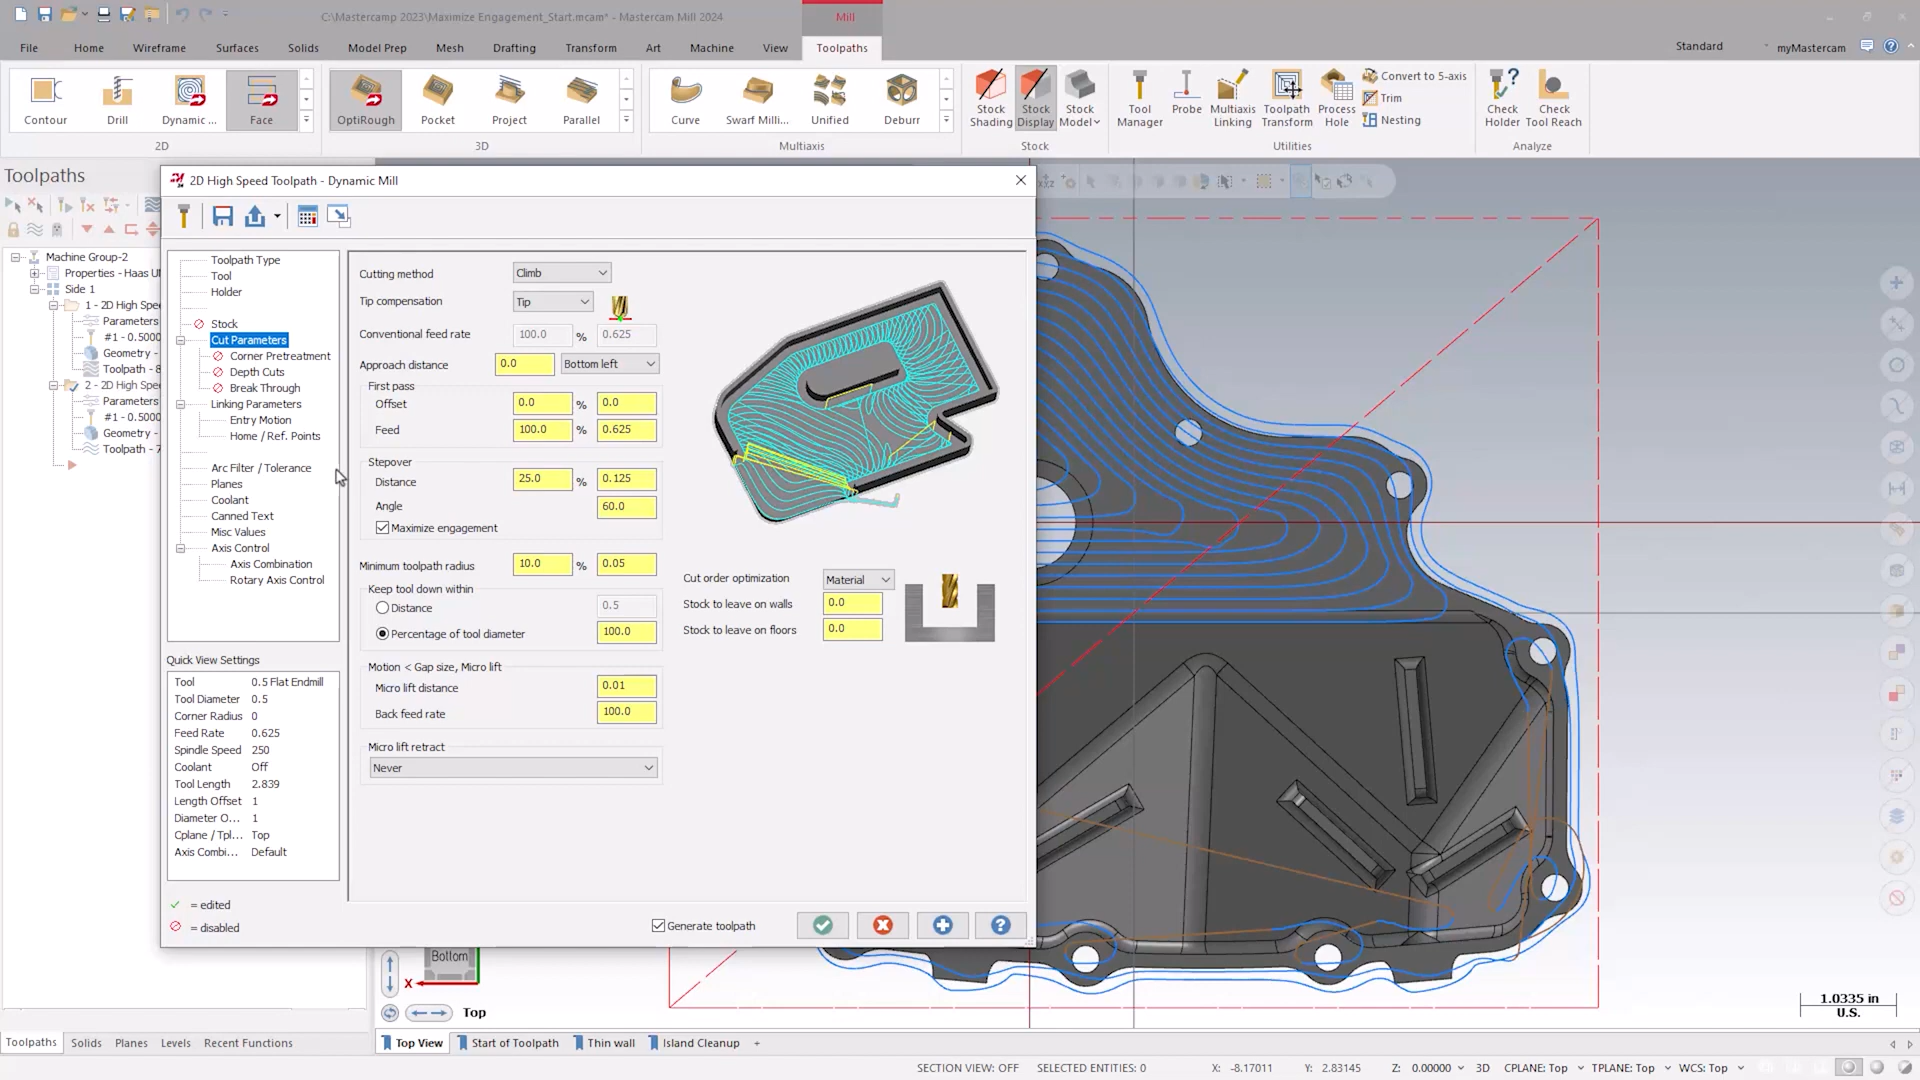 C:\Mastercamp 2023\Maximize Engagement_Start.mcam* - Mastercam Mill 2024
Mill
File
Home
Wireframe
Surfaces
Solids
Model Prep
Mesh
Drafting
Transform
Art
Machine
View
Toolpaths
Standard
myMastercam
Contour
Drill
Dynamic ...
Face
OptiRough
Pocket
Project
Parallel
Curve
Swarf Milli...
Unified
Deburr
Stock Shading
Stock Display
Stock Model
Tool Manager
Probe
Multiaxis Linking
Toolpath Transform
Process Hole
Convert to 5-axis
Trim
Nesting
Check Holder
Check Tool Reach
2D
3D
Multiaxis
Stock
Utilities
Analyze
Toolpaths
Machine Group-2
Properties - Haas UM
Side 1
1 - 2D High Spe
Parameters
#1 - 0.5000
Geometry -
Toolpath - 8
2 - 2D High Spe
Parameters
#1 - 0.5000
Geometry -
Toolpath - 7
2D High Speed Toolpath - Dynamic Mill
Toolpath Type
Tool
Holder
Stock
Cut Parameters
Corner Pretreatment
Depth Cuts
Break Through
Linking Parameters
Entry Motion
Home / Ref. Points
Arc Filter / Tolerance
Planes
Coolant
Canned Text
Misc Values
Axis Control
Axis Combination
Rotary Axis Control
Quick View Settings
Tool 0.5 Flat Endmill
Tool Diameter 0.5
Corner Radius 0
Feed Rate 0.625
Spindle Speed 250
Coolant Off
Tool Length 2.839
Length Offset 1
Diameter O... 1
Cplane / Tpl... Top
Axis Combi... Default
= edited
= disabled
Cutting method Climb
Tip compensation Tip
Conventional feed rate 100.0 % 0.625
Approach distance 0.0 Bottom left
First pass
Offset 0.0 % 0.0
Feed 100.0 % 0.625
Stepover
Distance 25.0 % 0.125
Angle 60.0
Maximize engagement
Minimum toolpath radius 10.0 % 0.05
Keep tool down within
Distance 0.5
Percentage of tool diameter 100.0
Motion < Gap size, Micro lift
Micro lift distance 0.01
Back feed rate 100.0
Micro lift retract
Never
Cut order optimization Material
Stock to leave on walls 0.0
Stock to leave on floors 0.0
Generate toolpath
Bottom
X
Top
1.0335 in
U.S.
Toolpaths
Solids
Planes
Levels
Recent Functions
Top View
Start of Toolpath
Thin wall
Island Cleanup
+
SECTION VIEW: OFF
SELECTED ENTITIES: 0
X: -8.17011
Y: 2.83145
Z: 0.00000
3D
CPLANE: Top
TPLANE: Top
WCS: Top